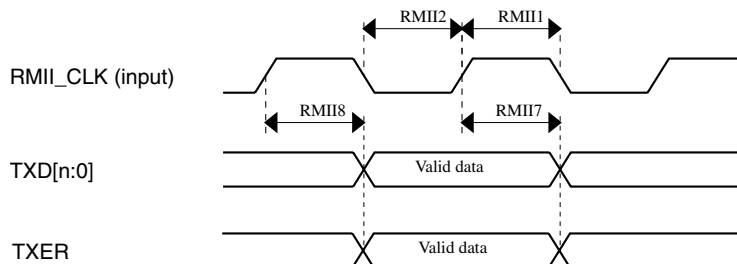 RMII2 RMII1
RMII_CLK (input)
RMII8 RMII7
TXD[n:0] Valid data
TXER Valid data